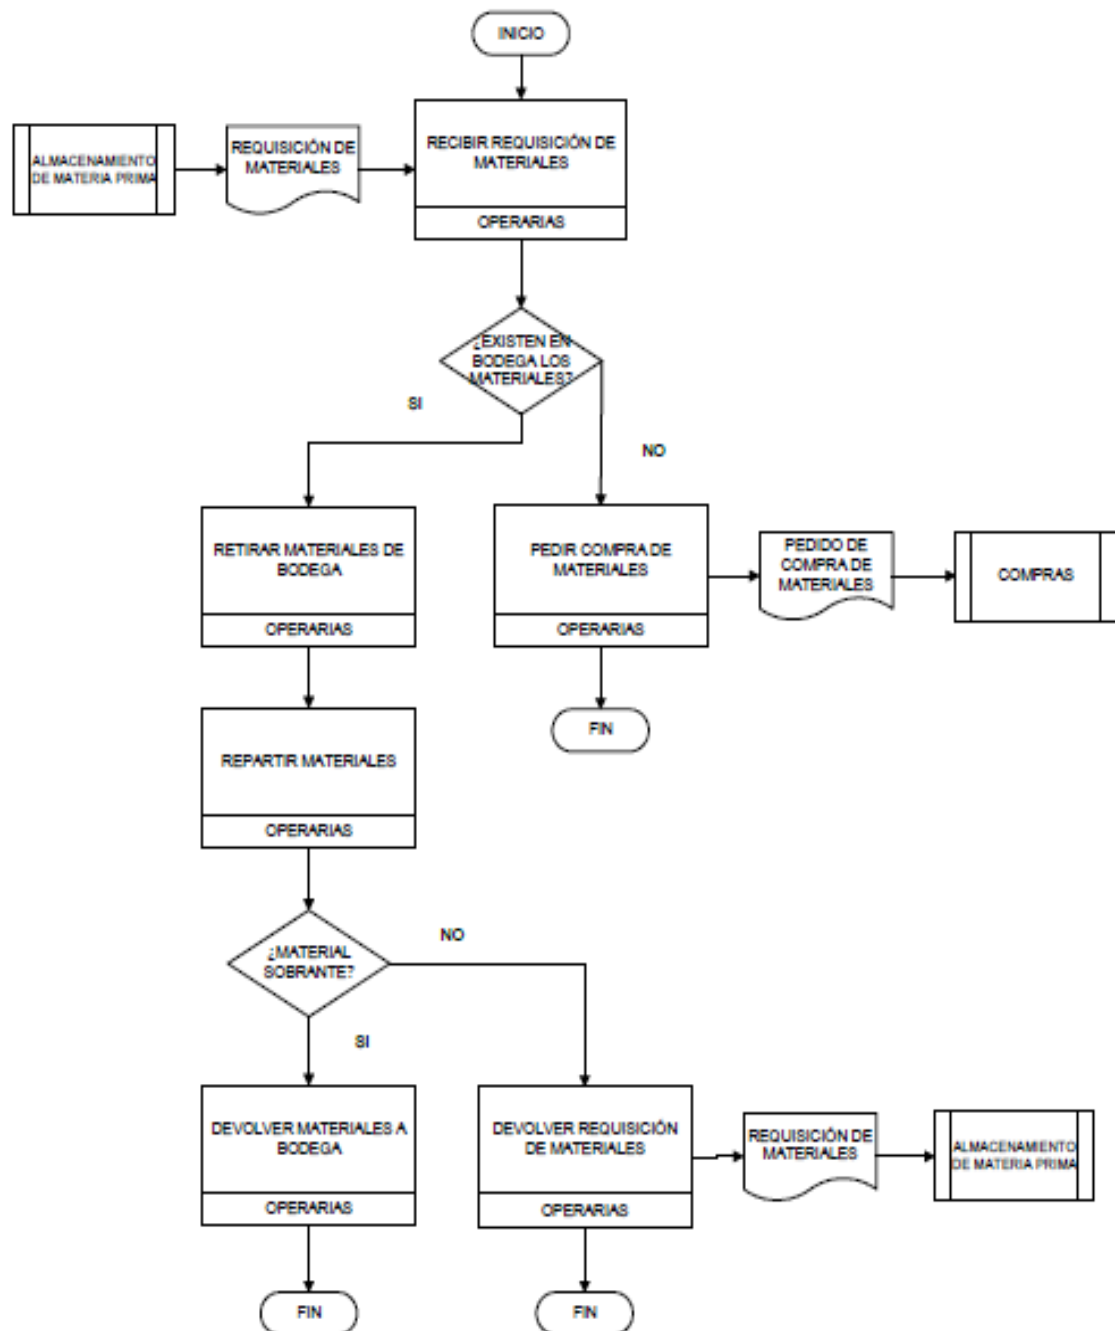 INICIO
ALMACENAMIENTO
DE MATERIA PRIMA
REQUISICIÓN DE
MATERIALES
RECIBIR REQUISICIÓN DE
MATERIALES
OPERARIAS
¿EXISTEN EN
BODEGA LOS
MATERIALES?
SI
NO
RETIRAR MATERIALES DE
BODEGA
OPERARIAS
PEDIR COMPRA DE
MATERIALES
OPERARIAS
PEDIDO DE
COMPRA DE
MATERIALES
COMPRAS
FIN
REPARTIR MATERIALES
OPERARIAS
¿MATERIAL
SOBRANTE?
NO
SI
DEVOLVER MATERIALES A
BODEGA
OPERARIAS
DEVOLVER REQUISICIÓN
DE MATERIALES
OPERARIAS
REQUISICIÓN DE
MATERIALES
ALMACENAMIENTO
DE MATERIA PRIMA
FIN
FIN